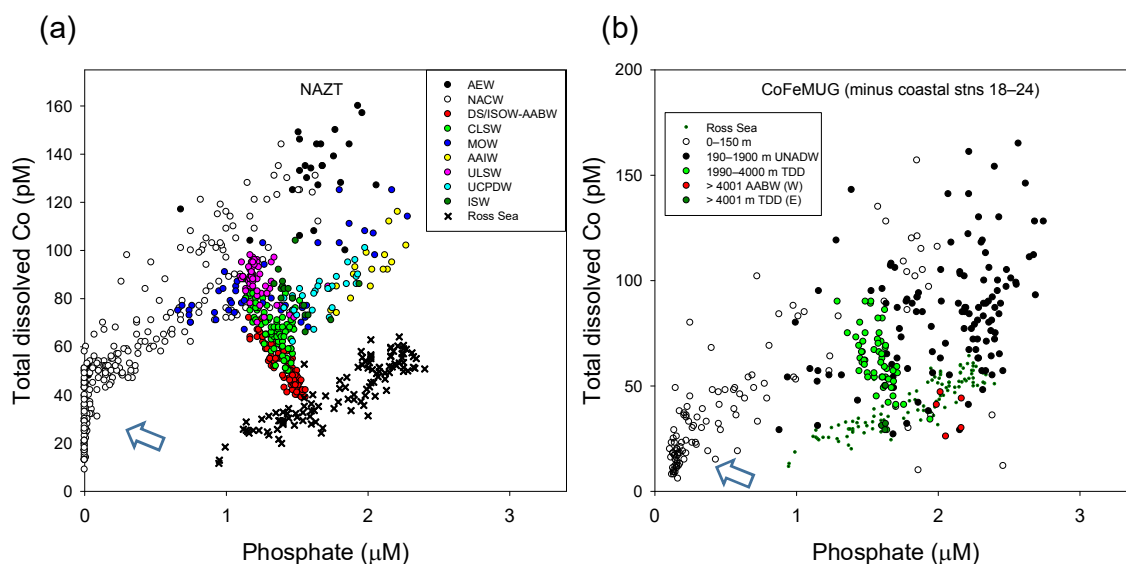 (a)
NAZT
Total dissolved Co (pM)
160
140
120
100
80
60
40
20
0
0
1
2
3
Phosphate (μM)
AEW
NACW
DS/ISOW-AABW
CLSW
MOW
AAIW
ULSW
UCPDW
ISW
Ross Sea
(b)
CoFeMUG (minus coastal stns 18–24)
Total dissolved Co (pM)
200
150
100
50
0
0
1
2
3
Phosphate (μM)
Ross Sea
0–150 m
190–1900 m UNADW
1990–4000 m TDD
> 4001 AABW (W)
> 4001 m TDD (E)